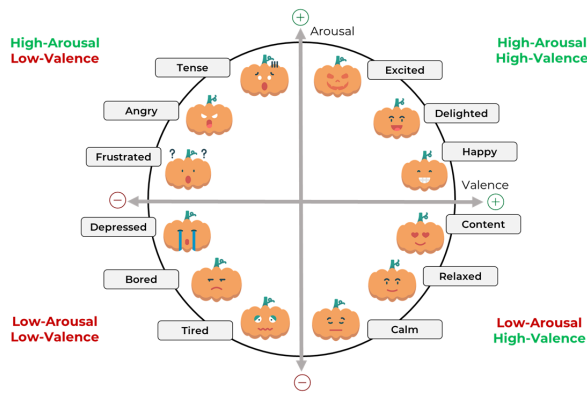 Arousal
High-Arousal
Low-Valence
High-Arousal
High-Valence
Tense
Excited
Angry
Delighted
Frustrated
? ?
Happy
Valence
Depressed
Content
Bored
Relaxed
Low-Arousal
Low-Valence
Tired
Calm
Low-Arousal
High-Valence